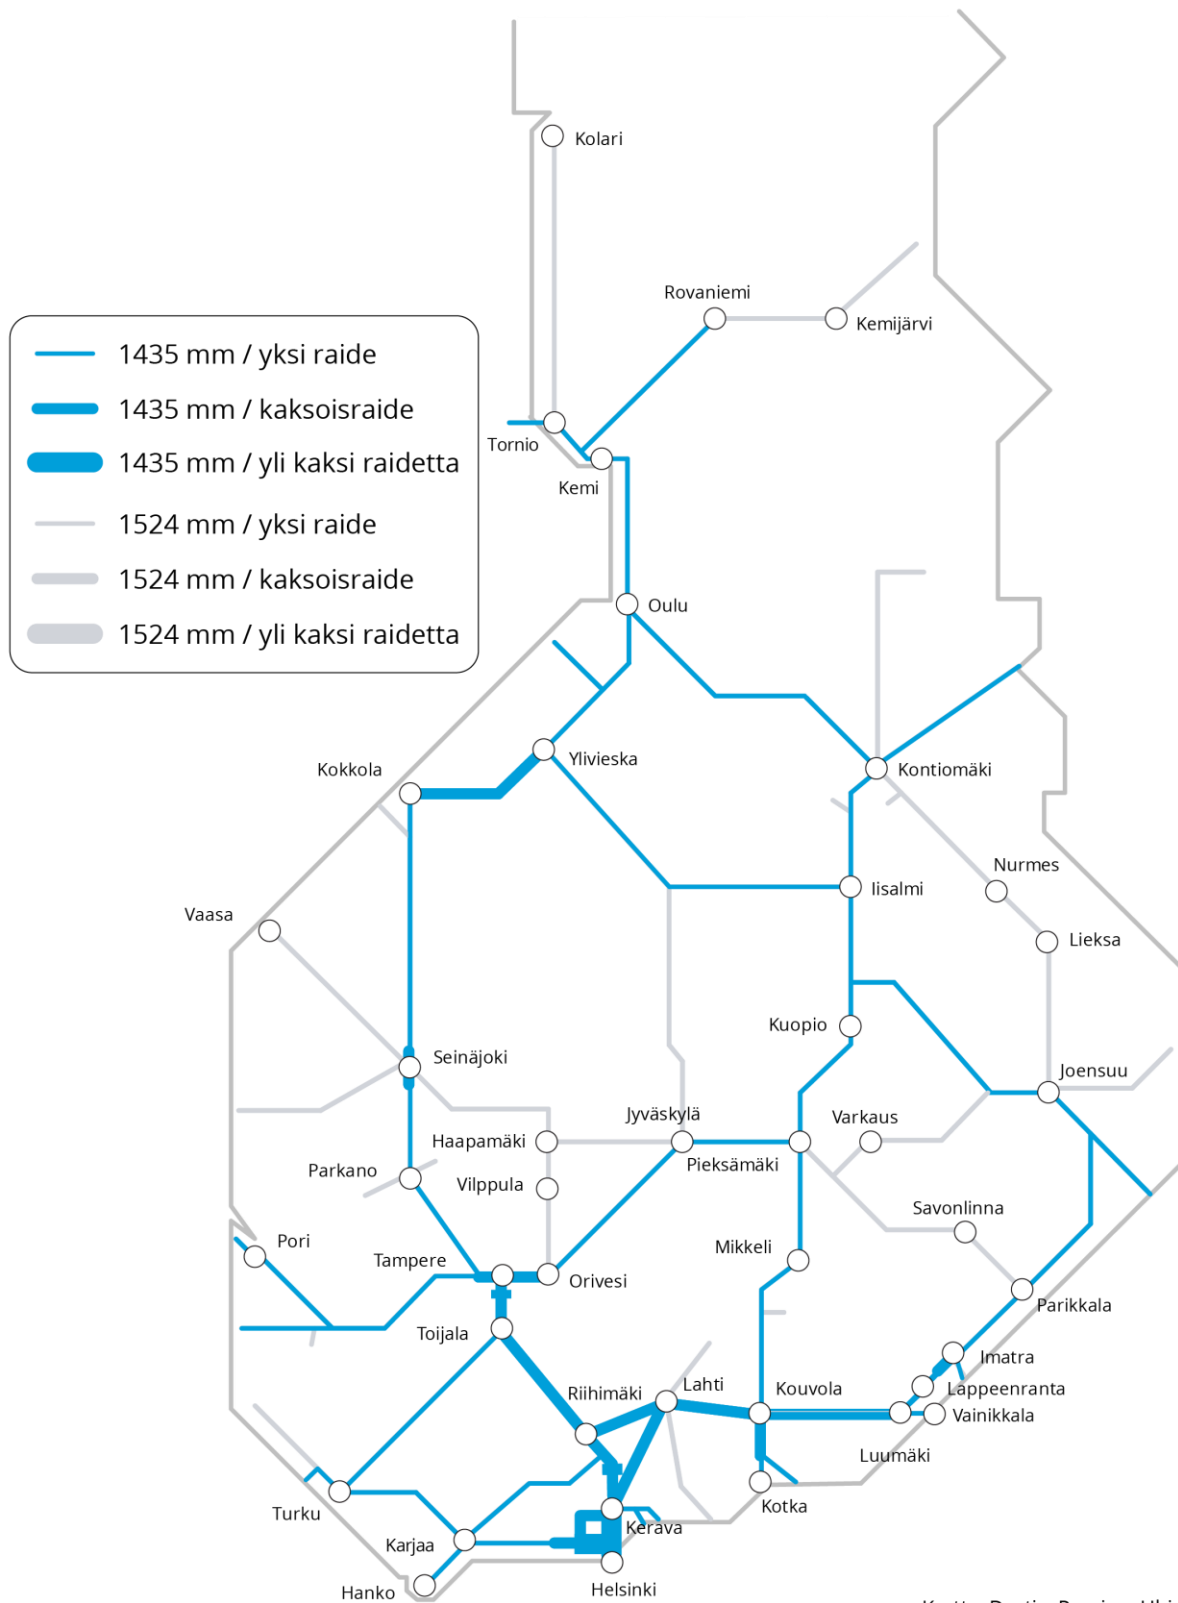 Kolari
Rovaniemi
Kemijärvi
1435 mm / yksi raide
1435 mm / kaksoisraide
1435 mm / yli kaksi raidetta
1524 mm / yksi raide
1524 mm / kaksoisraide
1524 mm / yli kaksi raidetta
Tornio
Kemi
Oulu
Ylivieska
Kokkola
Kontiomäki
Nurmes
Iisalmi
Vaasa
Lieksa
Kuopio
Seinäjoki
Joensuu
Jyväskylä
Varkaus
Haapamäki
Pieksämäki
Parkano
Vilppula
Savonlinna
Pori
Mikkeli
Tampere
Orivesi
Parikkala
Toijala
Imatra
Riihimäki
Lahti
Kouvola
Lappeenranta
Vainikkala
Luumäki
Turku
Kotka
Kerava
Karjaa
Hanko
Helsinki